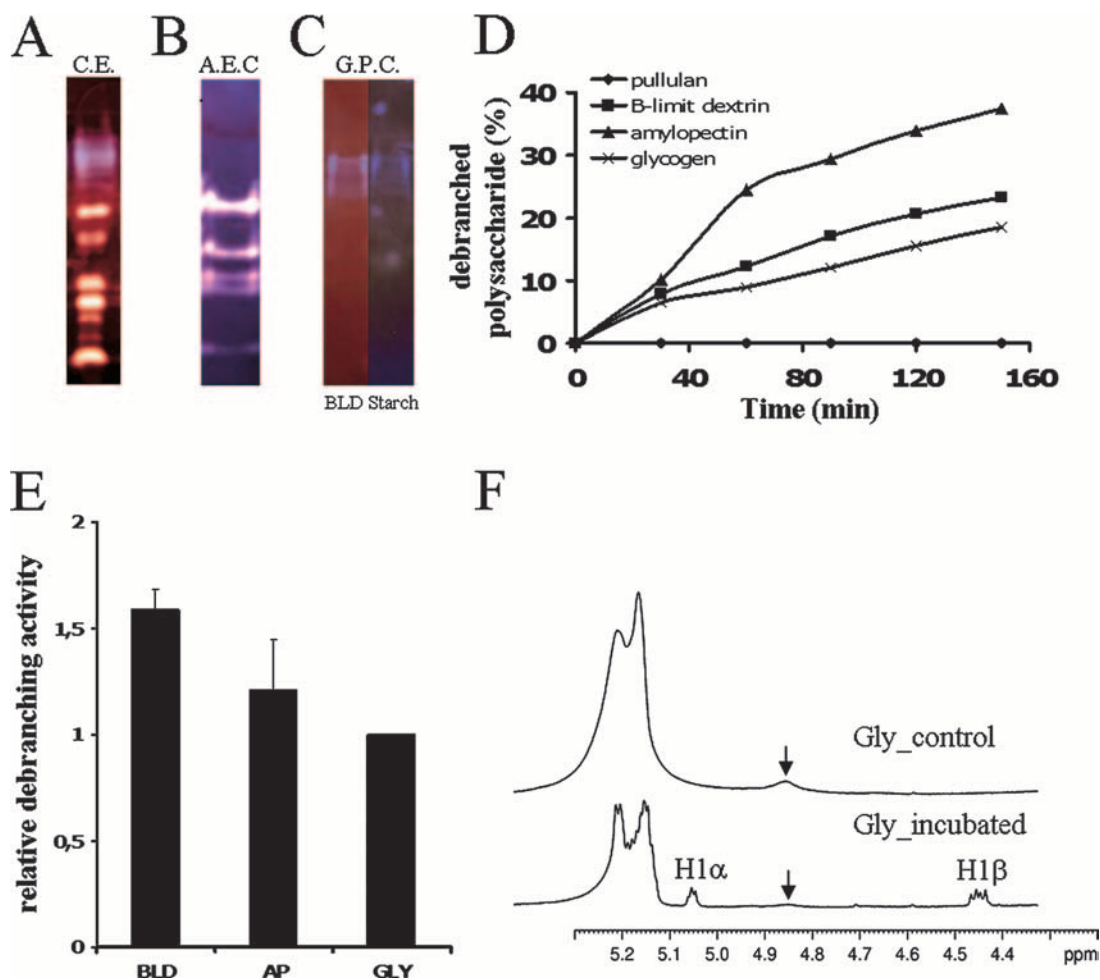 A
C.E.
B
A.E.C
C
G.P.C.
BLD Starch
D
pullulan
B-limit dextrin
amylopectin
glycogen
debranched
polysaccharide (%)
40
30
20
10
0
0 40 80 120 160
Time (min)
E
relative debranching activity
2
1,5
1
0,5
0
BLD AP GLY
F
Gly_control
Gly_incubated
H1α
H1β
5.2 5.1 5.0 4.9 4.8 4.7 4.6 4.5 4.4 ppm